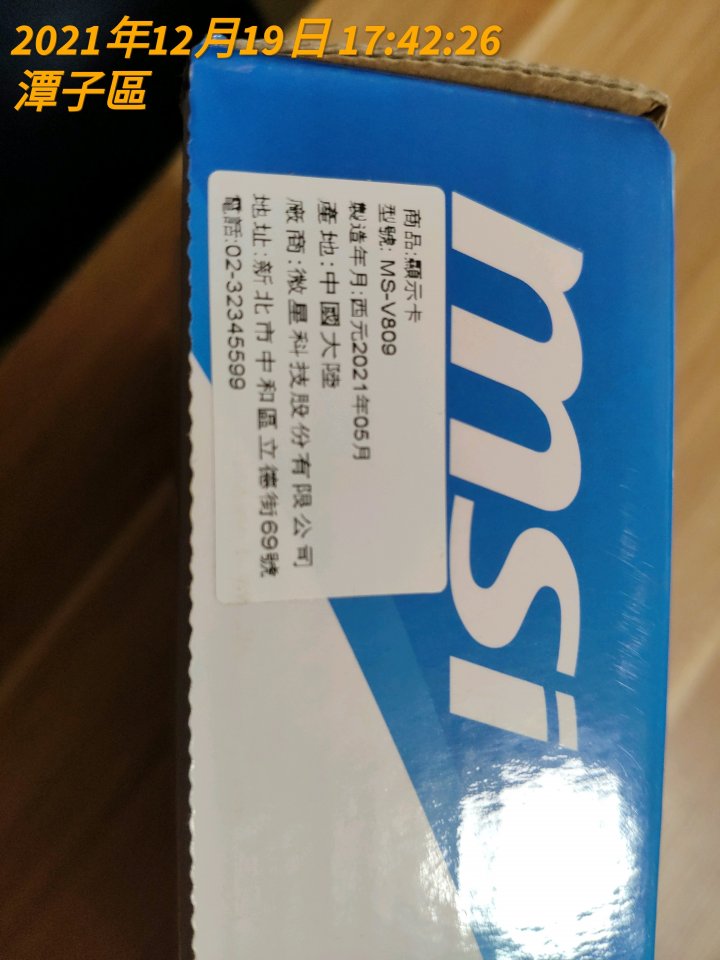 2021年12月19日 17:42:26
潭子區
商品:顯示卡
型號: MS-V809
製造年月:西元2021年05月
產地:中國大陸
廠商:微星科技股份有限公司
地址:新北市中和區立德街69號
電話:02-32345599
msi